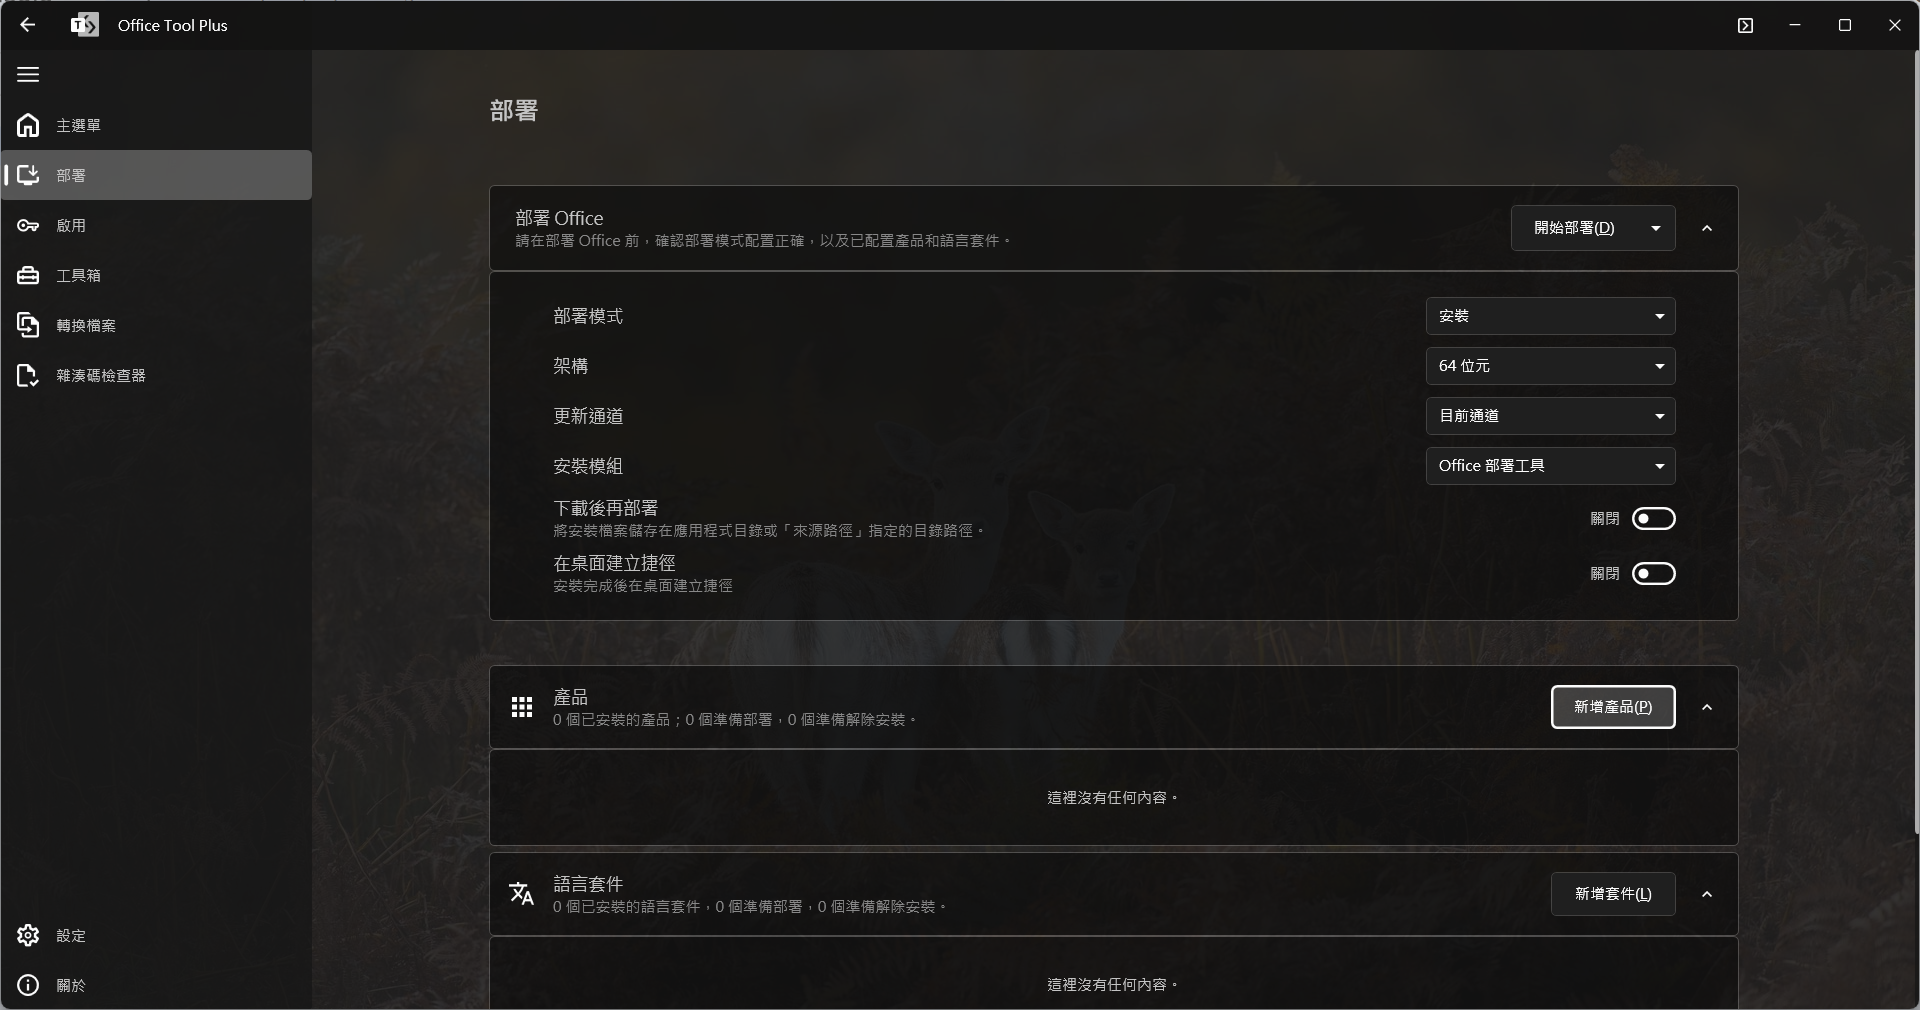 Office Tool Plus
主選單
部署
啟用
工具箱
轉換檔案
雜湊碼檢查器
設定
關於
部署
部署 Office
請在部署 Office 前，確認部署模式配置正確，以及已配置產品和語言套件。
開始部署(D)
部署模式
安裝
架構
64 位元
更新通道
目前通道
安裝模組
Office 部署工具
下載後再部署
將安裝檔案儲存在應用程式目錄或「來源路徑」指定的目錄路徑。
關閉
在桌面建立捷徑
安裝完成後在桌面建立捷徑
關閉
產品
0 個已安裝的產品；0 個準備部署，0 個準備解除安裝。
新增產品(P)
這裡沒有任何內容。
語言套件
0 個已安裝的語言套件，0 個準備部署，0 個準備解除安裝。
新增套件(L)
這裡沒有任何內容。